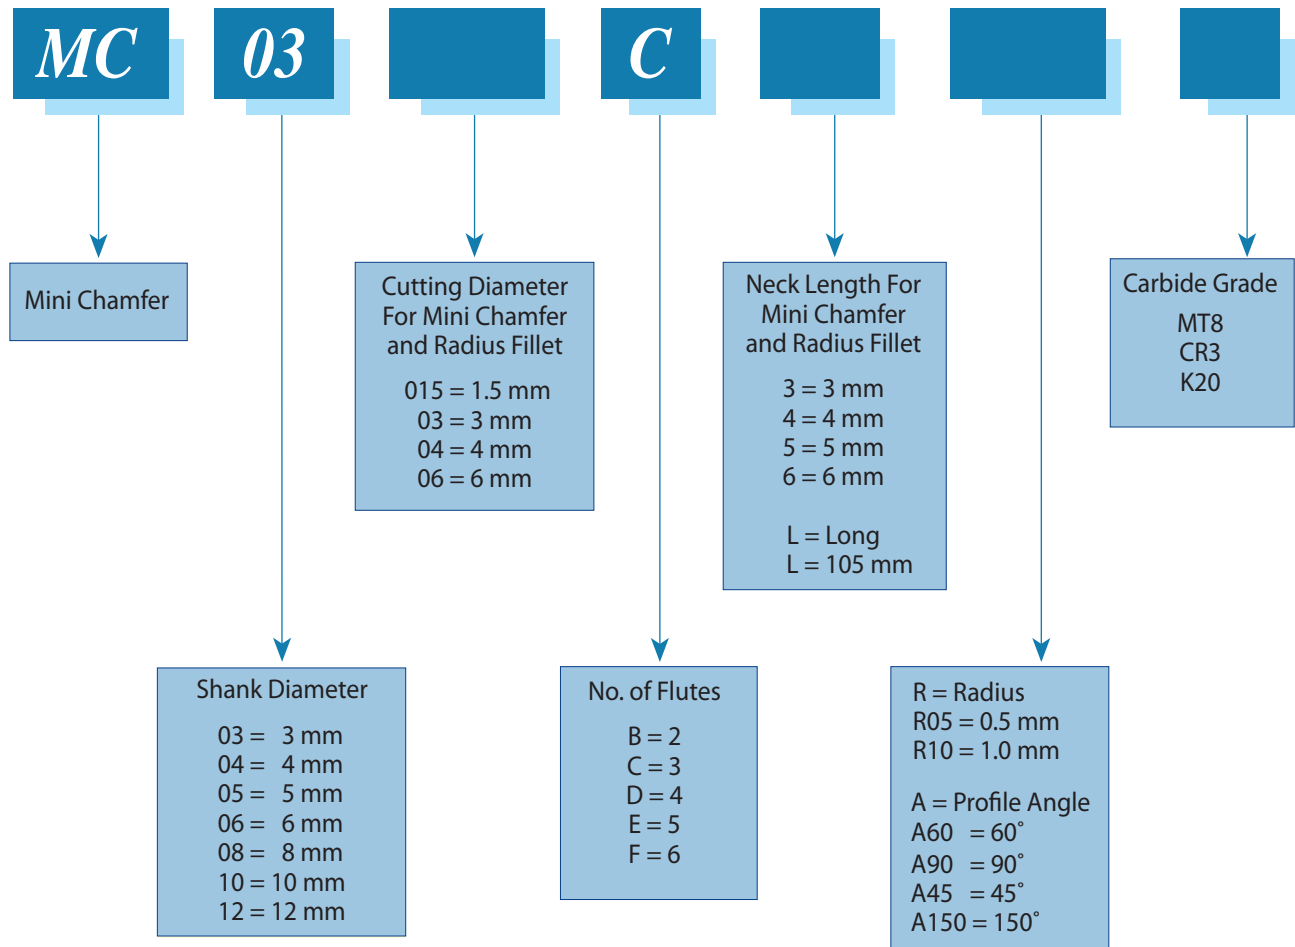 MC 03 C
Mini Chamfer
Cutting Diameter
For Mini Chamfer
and Radius Fillet
015 = 1.5 mm
03 = 3 mm
04 = 4 mm
06 = 6 mm
Neck Length For
Mini Chamfer
and Radius Fillet
3 = 3 mm
4 = 4 mm
5 = 5 mm
6 = 6 mm
L = Long
L = 105 mm
Carbide Grade
MT8
CR3
K20
Shank Diameter
03 = 3 mm
04 = 4 mm
05 = 5 mm
06 = 6 mm
08 = 8 mm
10 = 10 mm
12 = 12 mm
No. of Flutes
B = 2
C = 3
D = 4
E = 5
F = 6
R = Radius
R05 = 0.5 mm
R10 = 1.0 mm
A = Profile Angle
A60 = 60˚
A90 = 90˚
A45 = 45˚
A150 = 150˚